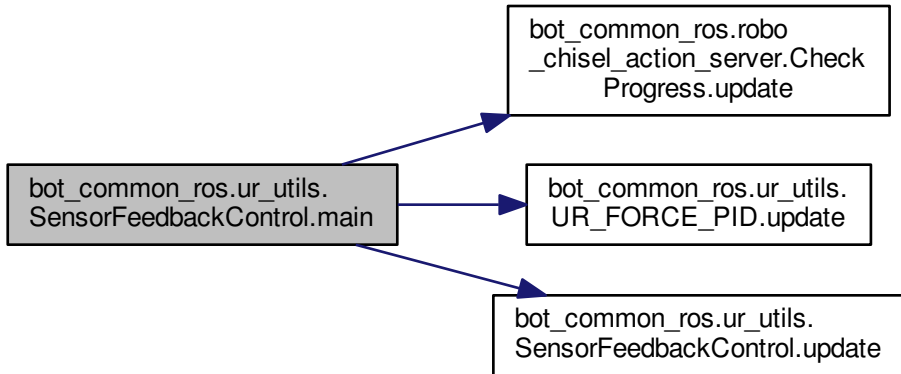 bot_common_ros.robo
_chisel_action_server.Check
Progress.update
bot_common_ros.ur_utils.
SensorFeedbackControl.main
bot_common_ros.ur_utils.
UR_FORCE_PID.update
bot_common_ros.ur_utils.
SensorFeedbackControl.update